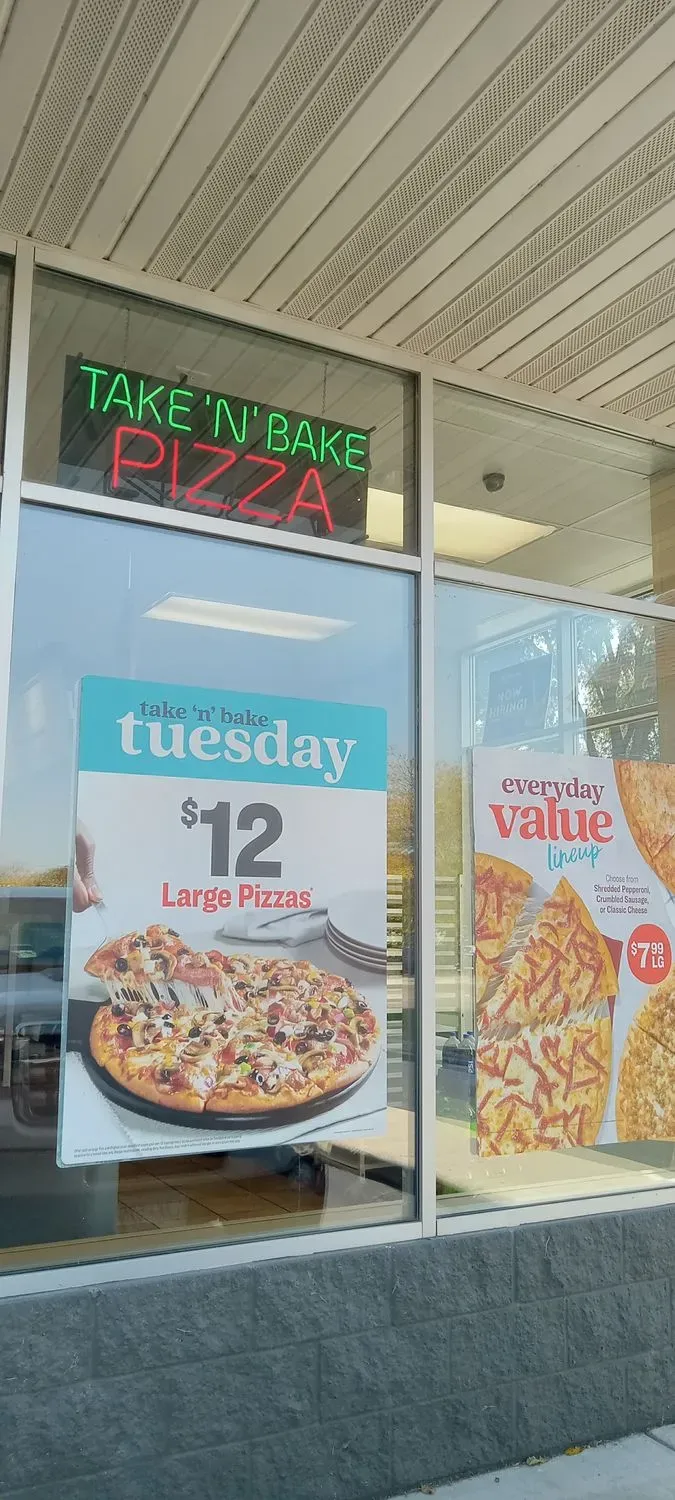 TAKE 'N' BAKE
PIZZA
take 'n' bake
tuesday
$12
Large Pizzas*
everyday
value
lineup
Choose from
Shredded Pepperoni,
Crumbled Sausage,
or Classic Cheese
$7.99
LG
NOW
HIRING